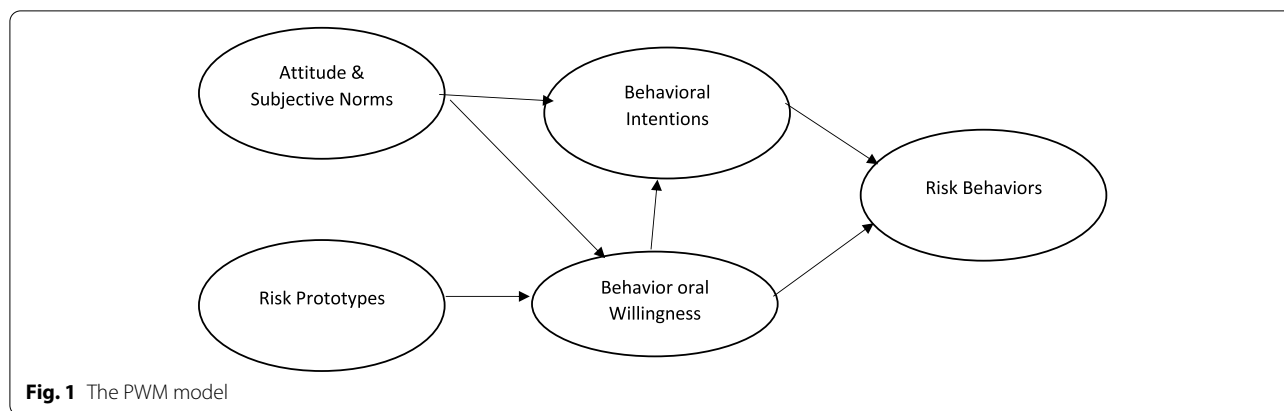 Attitude &
Subjective Norms
Behavioral
Intentions
Risk Behaviors
Risk Prototypes
Behavior oral
Willingness
Fig. 1 The PWM model